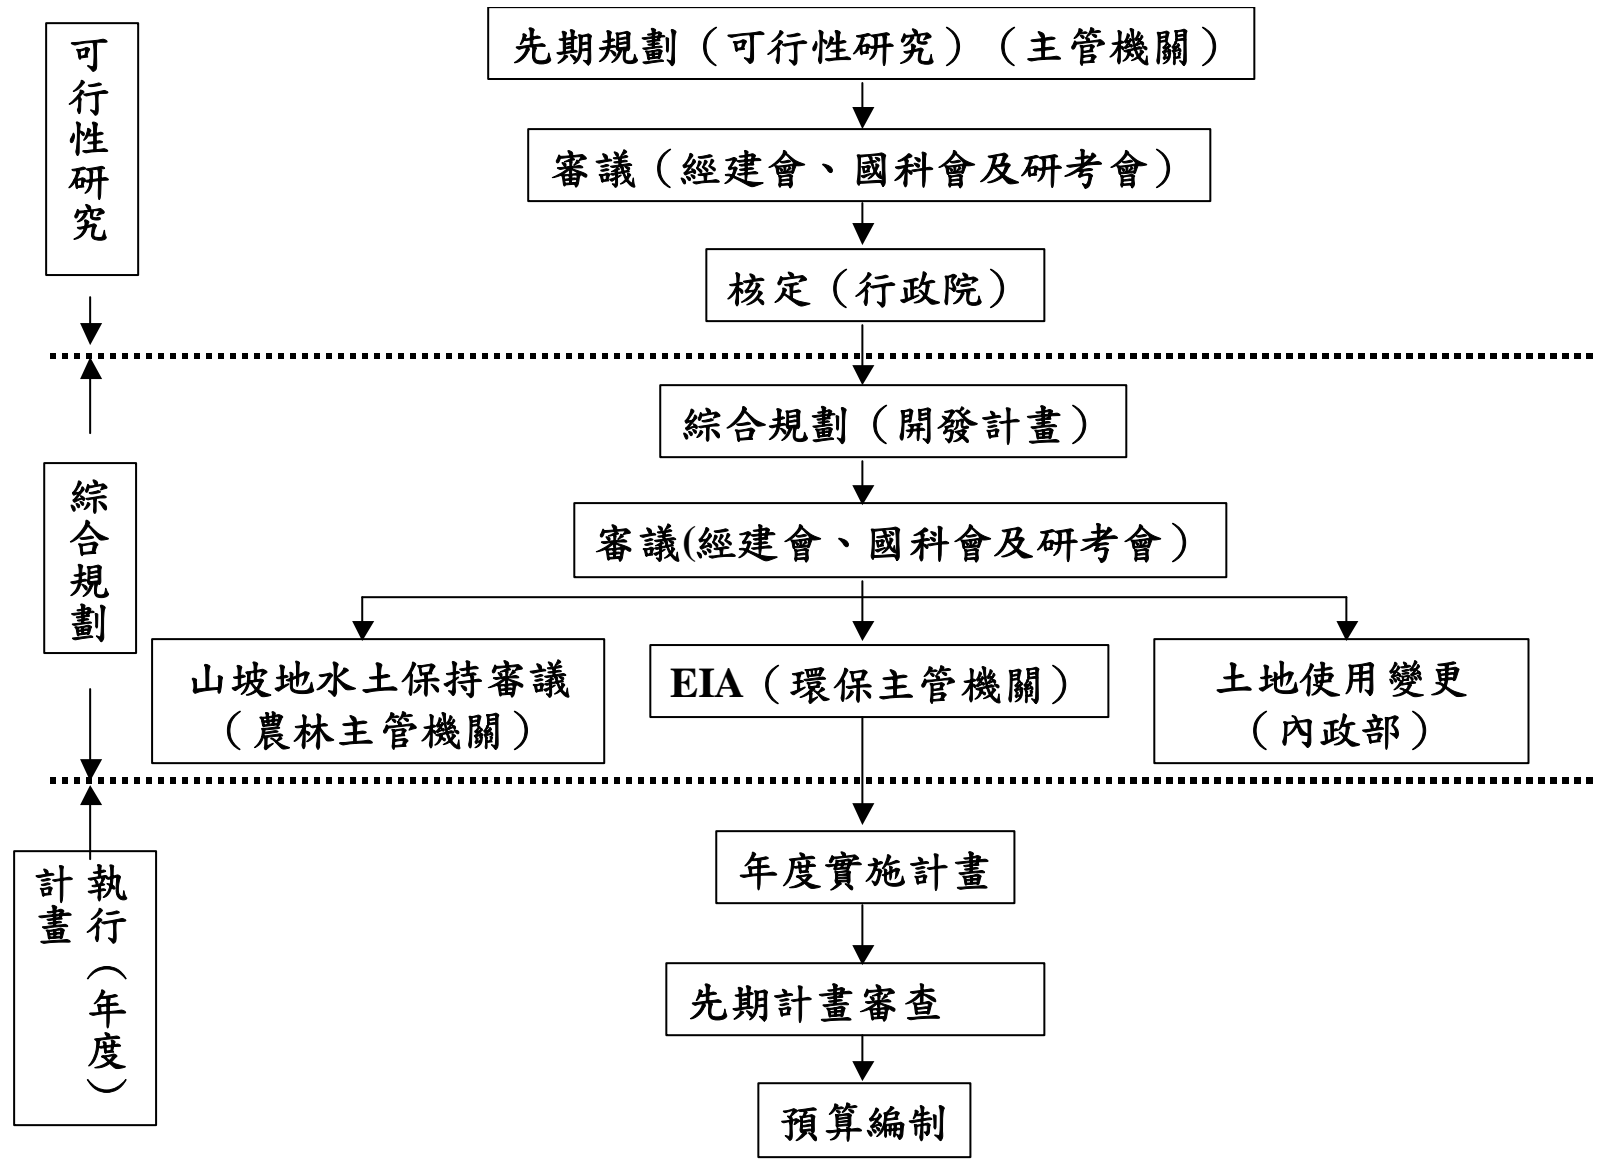 可行性研究
先期規劃（可行性研究）（主管機關）
審議（經建會、國科會及研考會）
核定（行政院）
綜合規劃
綜合規劃（開發計畫）
審議(經建會、國科會及研考會）
山坡地水土保持審議
（農林主管機關）
EIA（環保主管機關）
土地使用變更
（內政部）
執行（年度）
計畫
年度實施計畫
先期計畫審查
預算編制